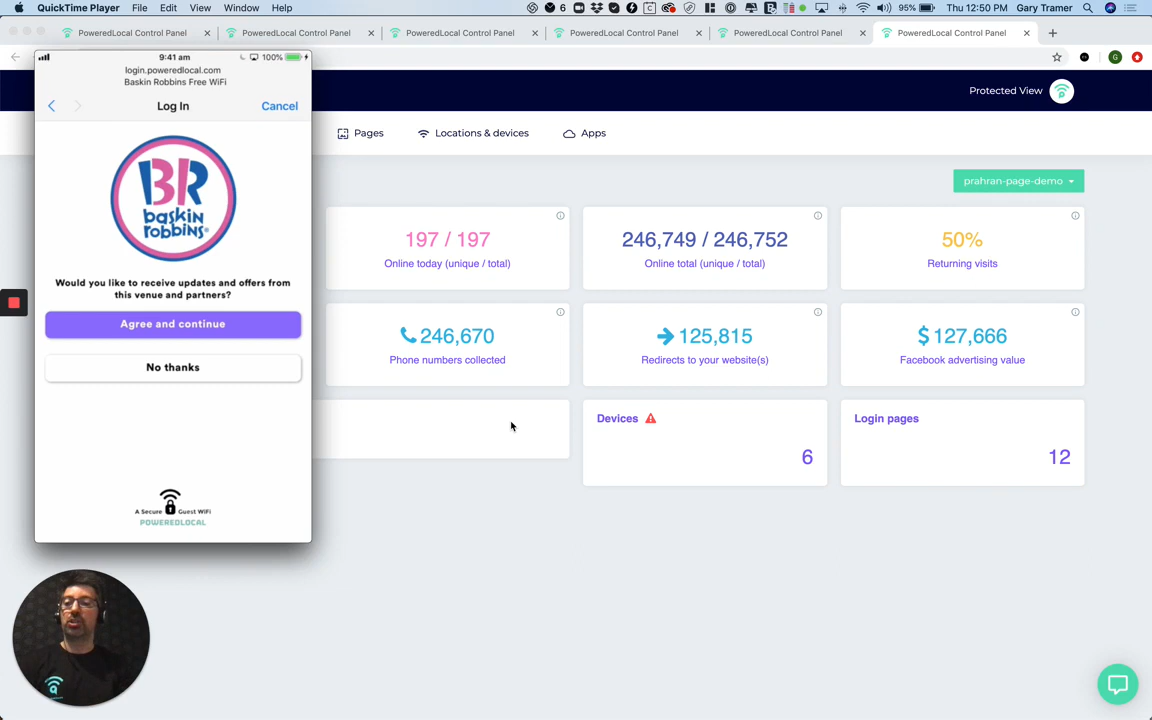 QuickTime Player File Edit View Window Help 6 95% Thu 12:50 PM Gary Tramer
PoweredLocal Control Panel PoweredLocal Control Panel PoweredLocal Control Panel PoweredLocal Control Panel PoweredLocal Control Panel PoweredLocal Control Panel
G
9:41 am 100%
login.poweredlocal.com
Baskin Robbins Free WiFi
Log In Cancel
BR
baskin
robbins
Would you like to receive updates and offers from
this venue and partners?
Agree and continue
No thanks
A Secure Guest WiFi
POWEREDLOCAL
Protected View
Pages Locations & devices Apps
prahran-page-demo
197 / 197
Online today (unique / total)
246,749 / 246,752
Online total (unique / total)
50%
Returning visits
246,670
Phone numbers collected
125,815
Redirects to your website(s)
$ 127,666
Facebook advertising value
Devices
6
Login pages
12